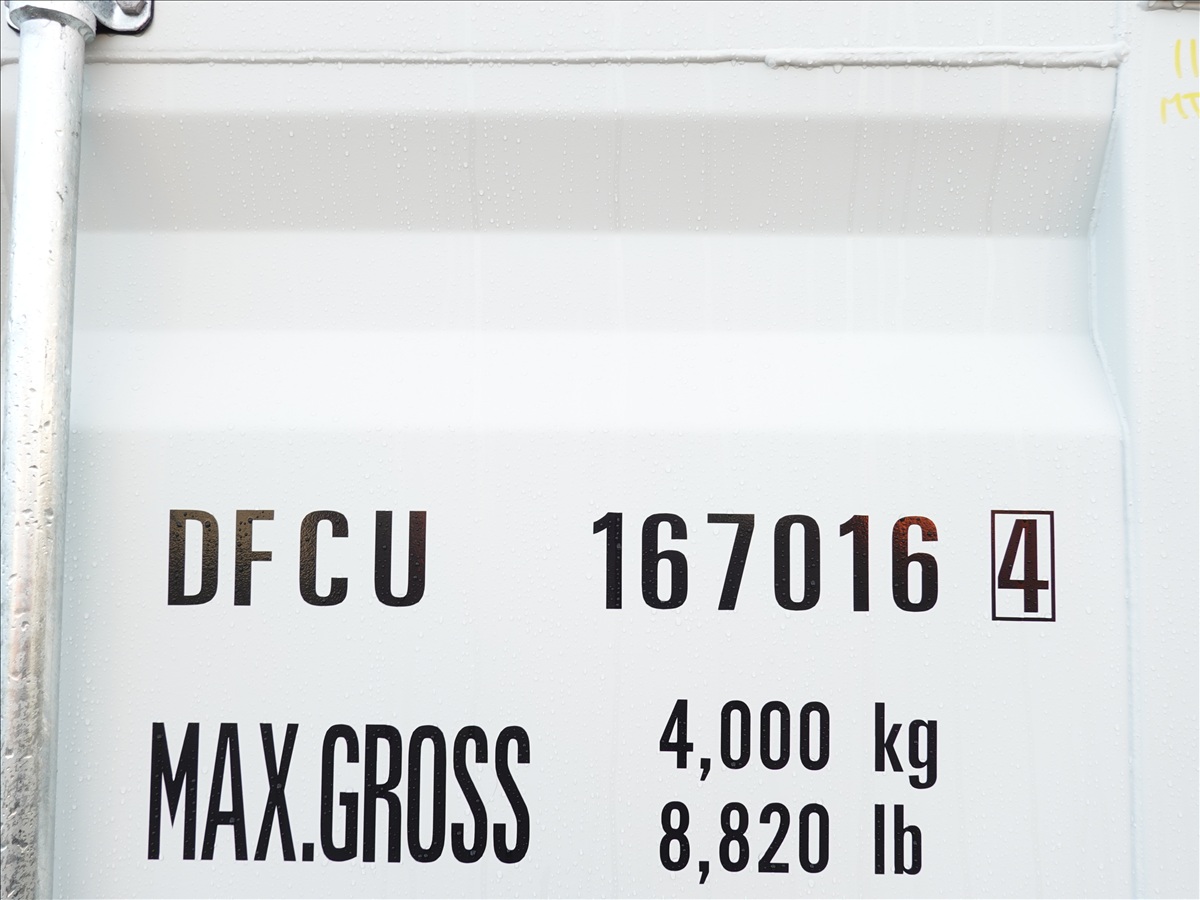 DFCU 167016 4
MAX.GROSS 4,000 kg
8,820 lb